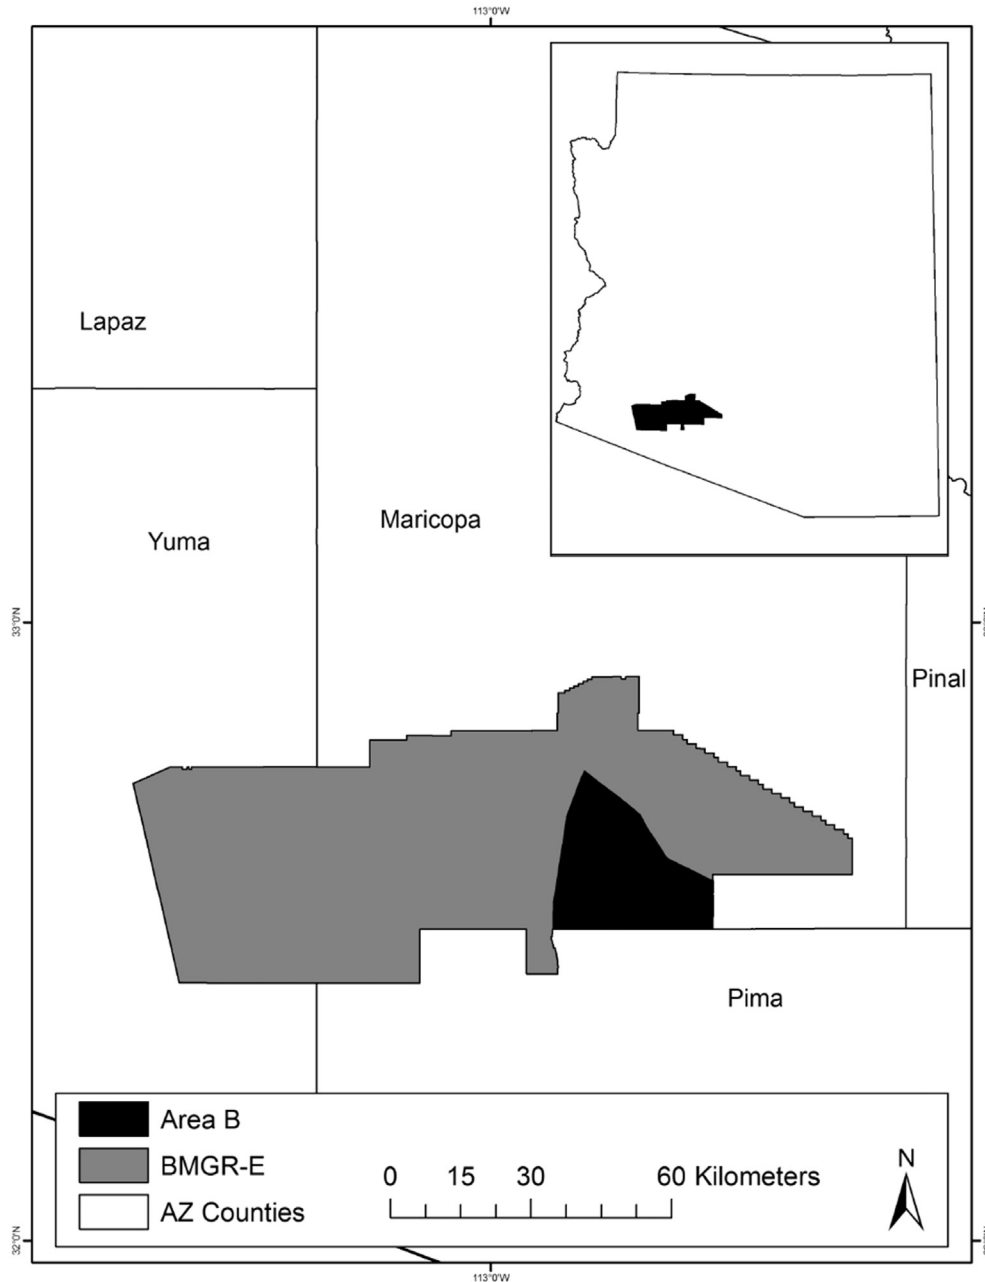 113°0'W
Lapaz
Maricopa
Yuma
33°0'N
Pinal
Pima
Area B
BMGR-E
AZ Counties
0 15 30 60 Kilometers
N
32°0'N
113°0'W